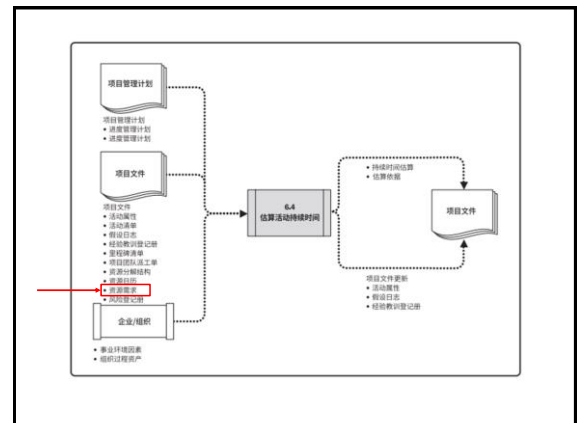 项目管理计划
项目管理计划
• 进度管理计划
• 进度管理计划
项目文件
项目文件
• 活动属性
• 活动清单
• 假设日志
• 经验教训登记册
• 里程碑清单
• 项目团队派工单
• 资源分解结构
• 资源日历
• 资源需求
• 风险登记册
企业/组织
• 事业环境因素
• 组织过程资产
6.4
估算活动持续时间
• 持续时间估算
• 估算依据
项目文件
项目文件更新
• 活动属性
• 假设日志
• 经验教训登记册